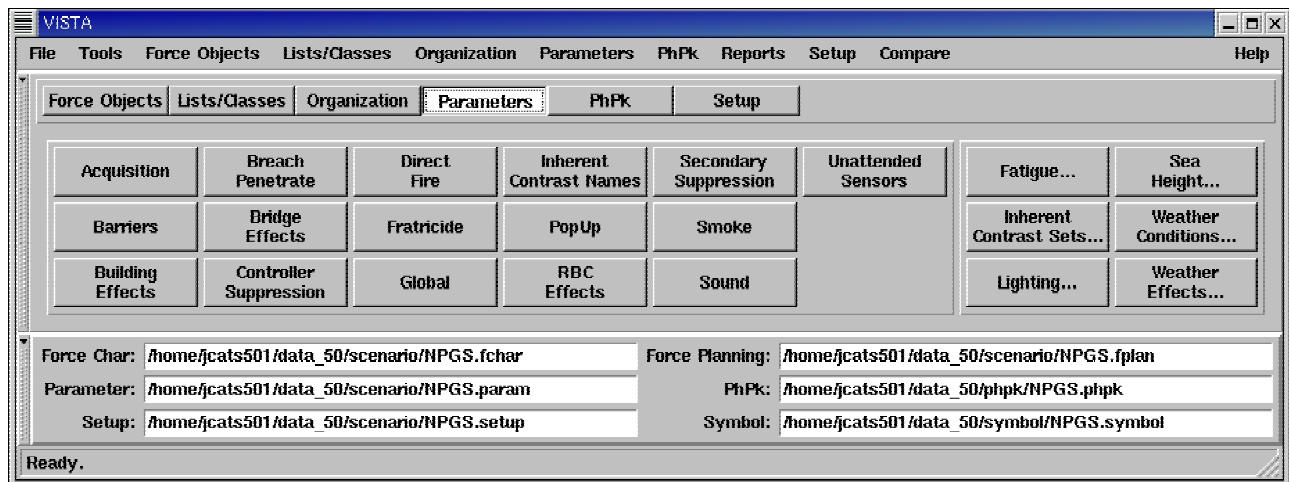 VISTA
File Tools Force Objects Lists/Classes Organization Parameters PhPk Reports Setup Compare Help
Force Objects Lists/Classes Organization Parameters PhPk Setup
Acquisition
Breach
Penetrate
Direct
Fire
Inherent
Contrast Names
Secondary
Suppression
Unattended
Sensors
Fatigue...
Sea
Height...
Barriers
Bridge
Effects
Fratricide
PopUp
Smoke
Inherent
Contrast Sets...
Weather
Conditions...
Building
Effects
Controller
Suppression
Global
RBC
Effects
Sound
Lighting...
Weather
Effects...
Force Char: /home/jcats501/data_50/scenario/NPGS.fchar
Force Planning: /home/jcats501/data_50/scenario/NPGS.fplan
Parameter: /home/jcats501/data_50/scenario/NPGS.param
PhPk: /home/jcats501/data_50/phpk/NPGS.phpk
Setup: /home/jcats501/data_50/scenario/NPGS.setup
Symbol: /home/jcats501/data_50/symbol/NPGS.symbol
Ready.